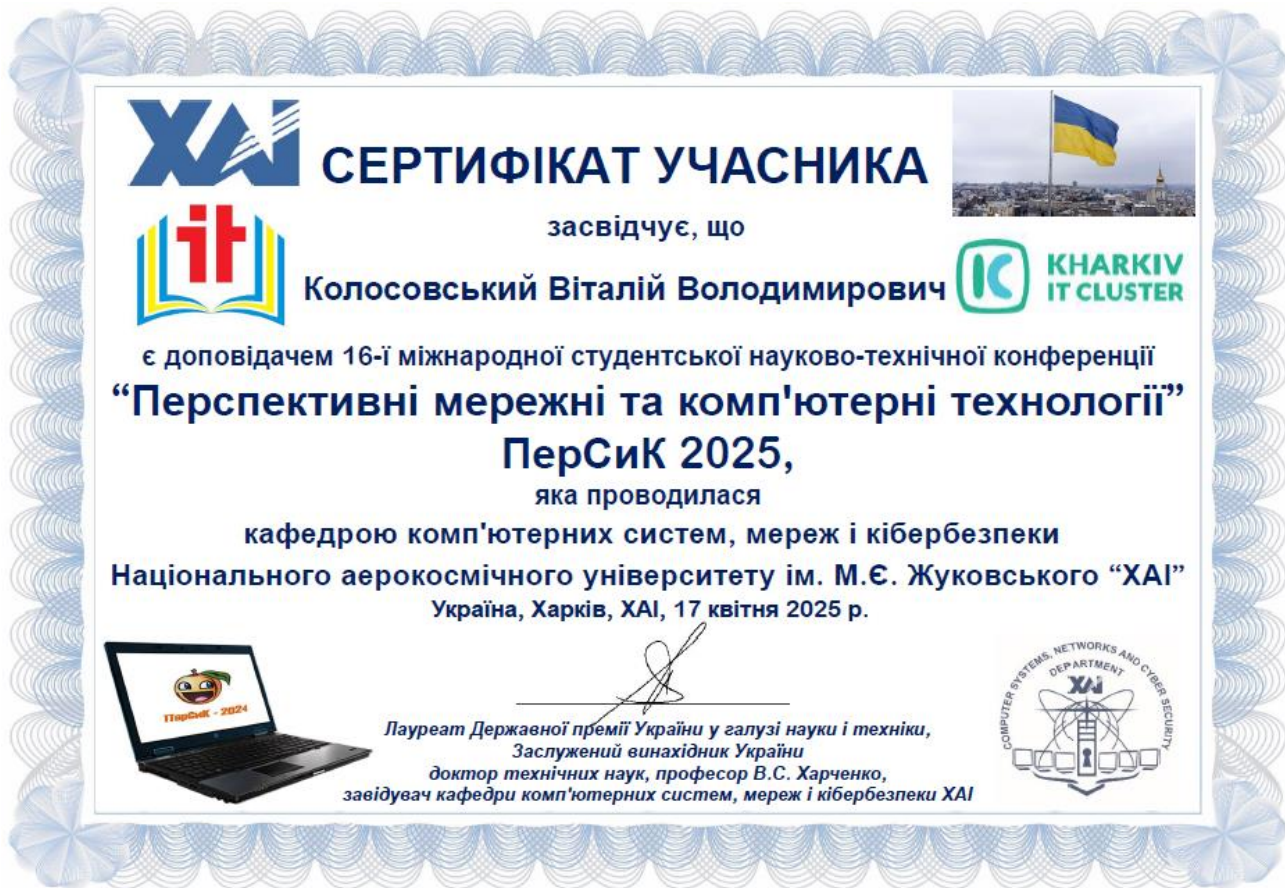 ХАІ
СЕРТИФІКАТ УЧАСНИКА
it
засвідчує, що
Колосовський Віталій Володимирович
KHARKIV
IT CLUSTER
є доповідачем 16-ї міжнародної студентської науково-технічної конференції
“Перспективні мережні та комп'ютерні технології”
ПерСиК 2025,
яка проводилася
кафедрою комп'ютерних систем, мереж і кібербезпеки
Національного аерокосмічного університету ім. М.Є. Жуковського “ХАІ”
Україна, Харків, ХАІ, 17 квітня 2025 р.
ПерСиК - 2024
Лауреат Державної премії України у галузі науки і техніки,
Заслужений винахідник України
доктор технічних наук, професор В.С. Харченко,
завідувач кафедри комп'ютерних систем, мереж і кібербезпеки ХАІ
COMPUTER SYSTEMS, NETWORKS AND CYBER SECURITY
DEPARTMENT
ХАІ